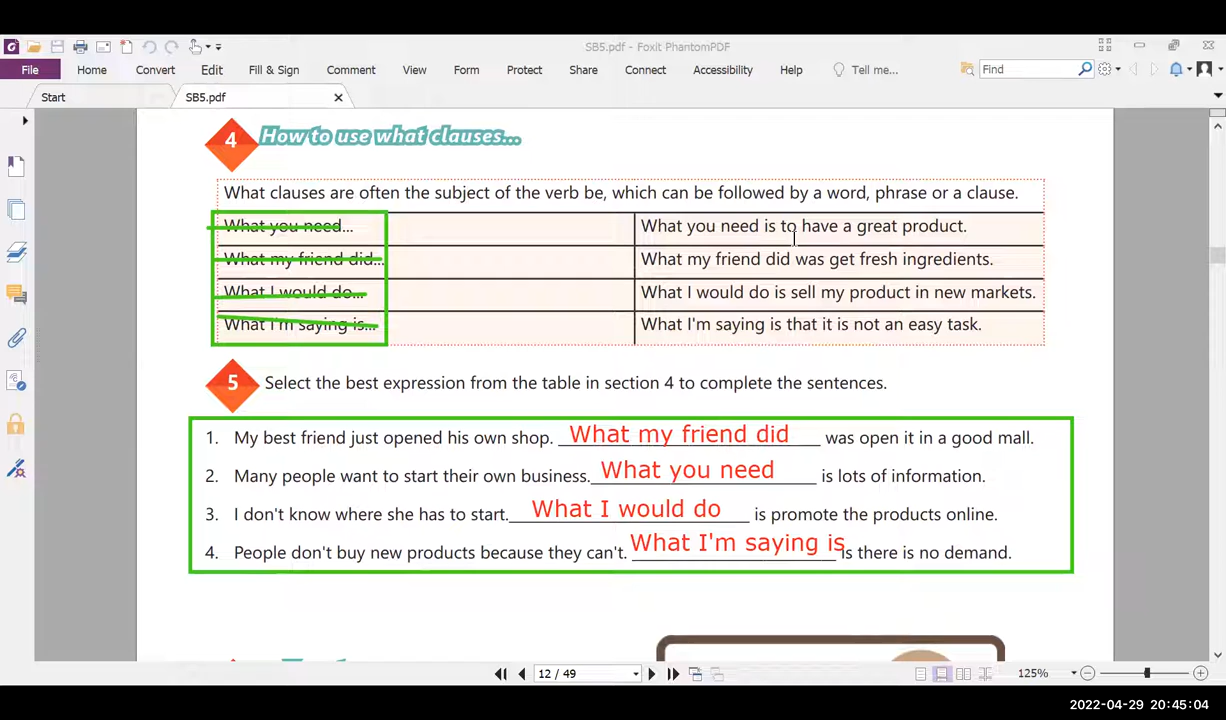 SB5.pdf - Foxit PhantomPDF
File Home Convert Edit Fill & Sign Comment View Form Protect Share Connect Accessibility Help Tell me... Find
Start SB5.pdf
4 How to use what clauses...
What clauses are often the subject of the verb be, which can be followed by a word, phrase or a clause.
What you need... What you need is to have a great product.
What my friend did... What my friend did was get fresh ingredients.
What I would do... What I would do is sell my product in new markets.
What I'm saying is... What I'm saying is that it is not an easy task.
5 Select the best expression from the table in section 4 to complete the sentences.
1. My best friend just opened his own shop. What my friend did was open it in a good mall.
2. Many people want to start their own business. What you need is lots of information.
3. I don't know where she has to start. What I would do is promote the products online.
4. People don't buy new products because they can't. What I'm saying is is there is no demand.
12 / 49 125%
2022-04-29 20:45:04